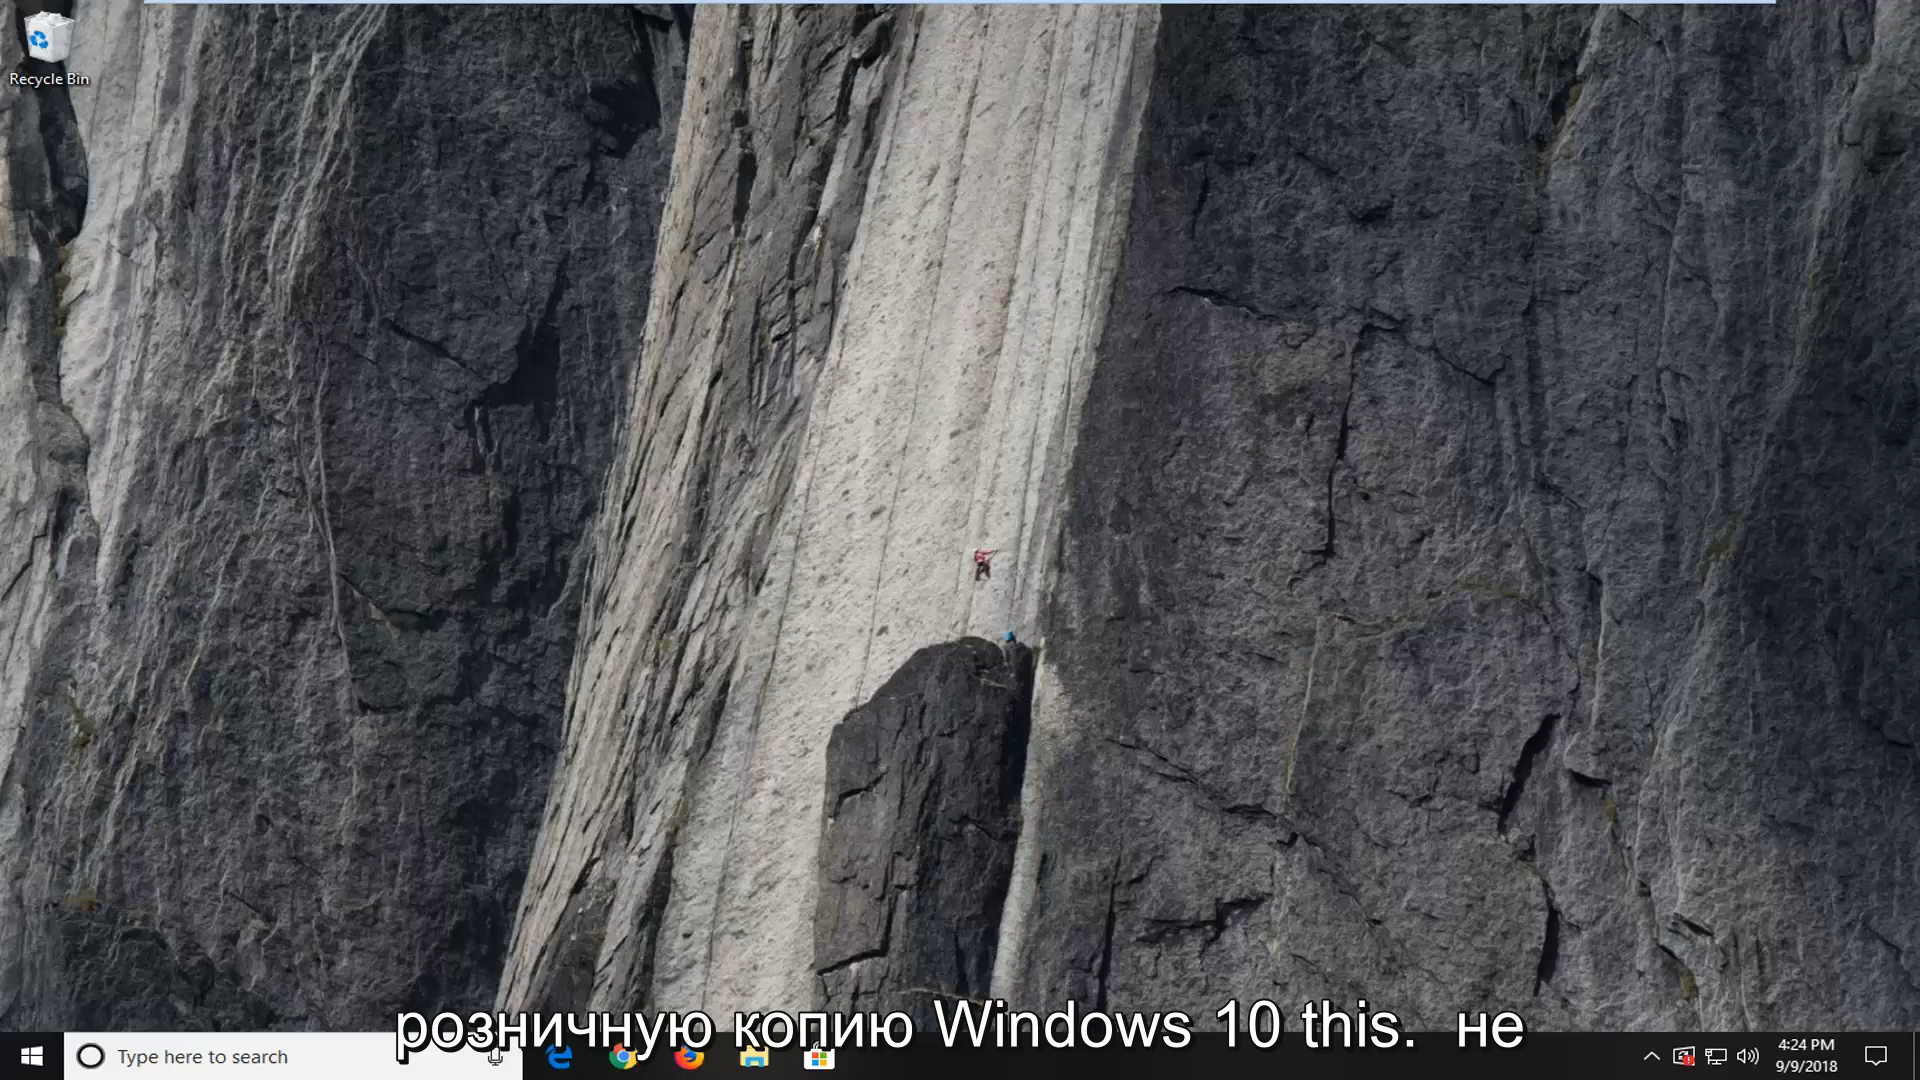 Recycle Bin
розничную копию Windows 10 this.  не
Type here to search
4:24 PM
9/9/2018